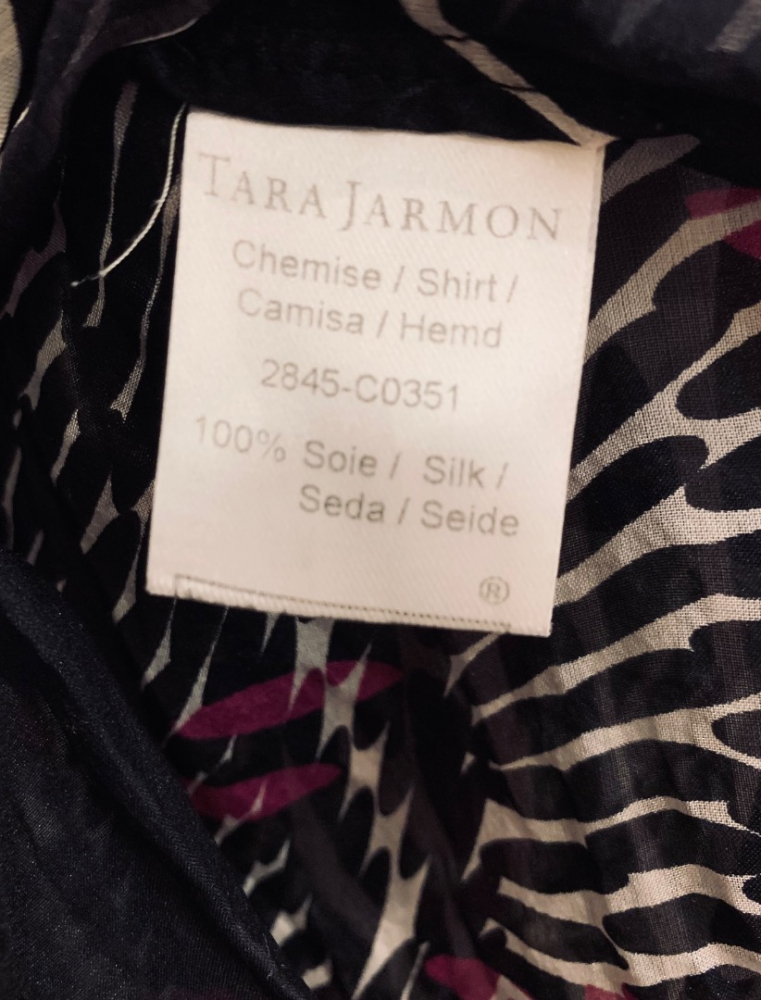 TARA JARMON
Chemise / Shirt /
Camisa / Hemd
2845-C0351
100% Soie / Silk /
Seda / Seide
®